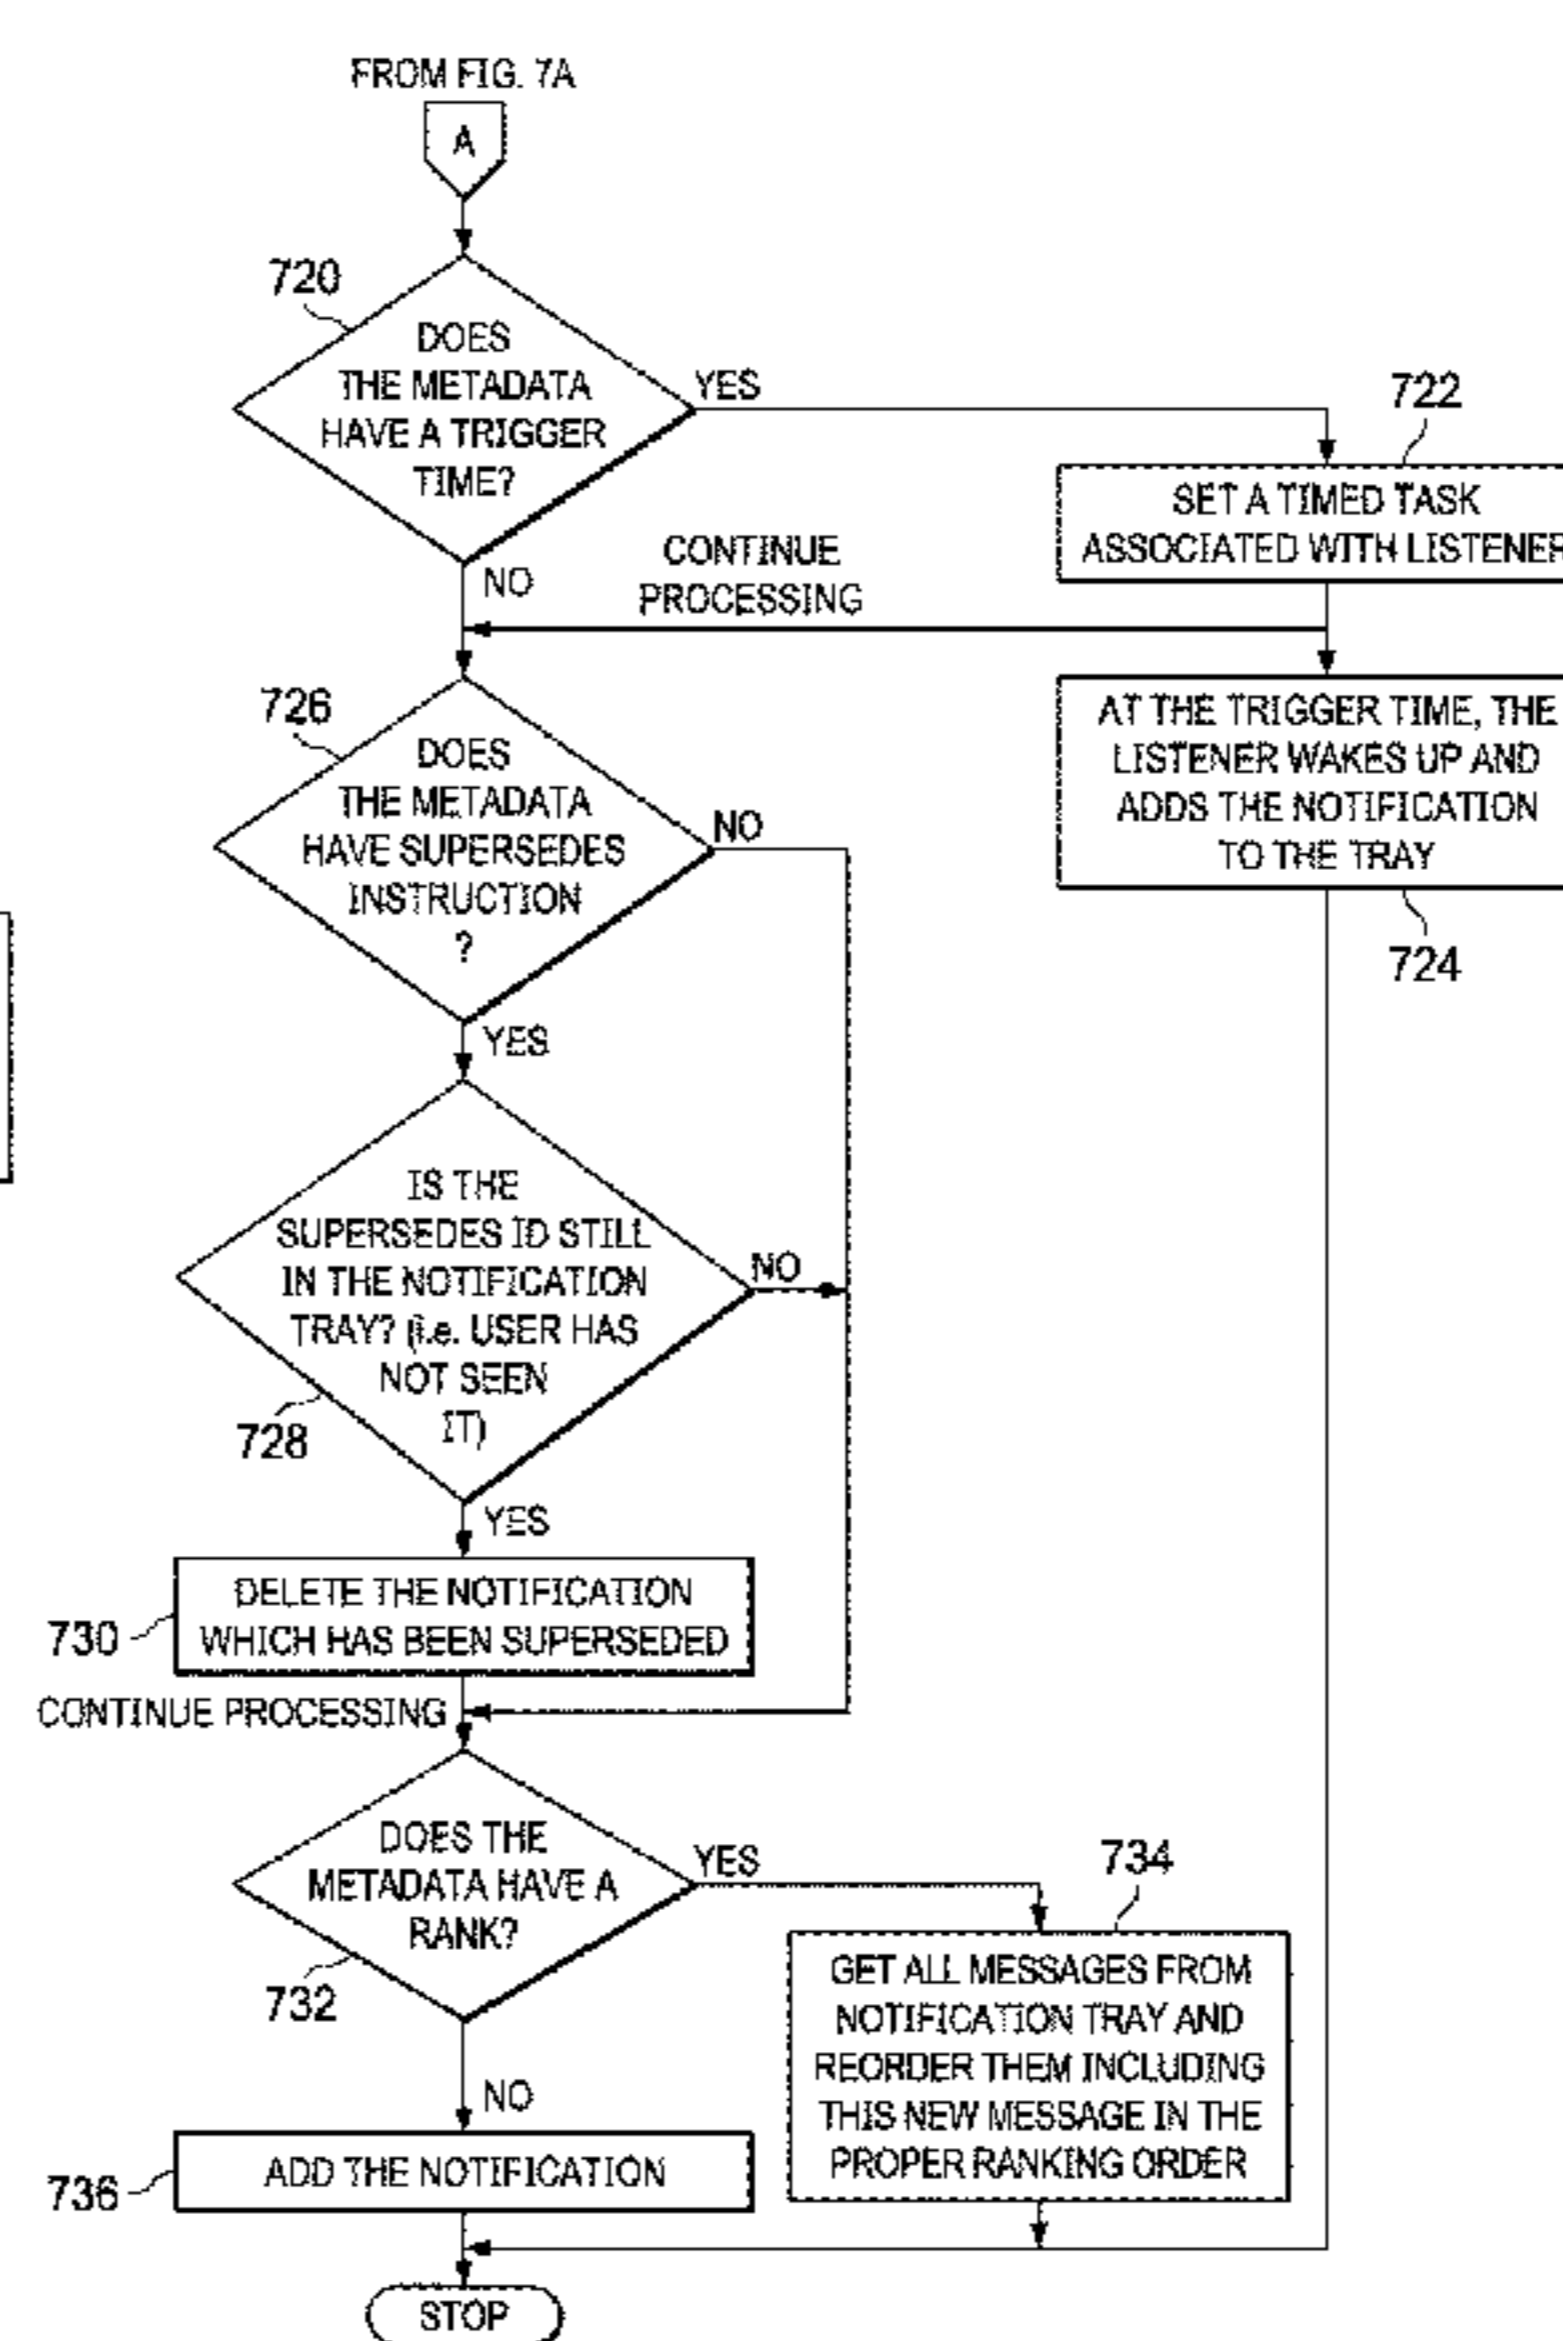 FROM FIG. 7A
A
720
DOES
THE METADATA
HAVE A TRIGGER
TIME?
YES
NO
722
SET A TIMED TASK
ASSOCIATED WITH LISTENER
CONTINUE
PROCESSING
AT THE TRIGGER TIME, THE
LISTENER WAKES UP AND
ADDS THE NOTIFICATION
TO THE TRAY
724
726
DOES
THE METADATA
HAVE SUPERSEDES
INSTRUCTION
?
NO
YES
IS THE
SUPERSEDES ID STILL
IN THE NOTIFICATION
TRAY? (i.e. USER HAS
NOT SEEN
IT)
NO
728
YES
DELETE THE NOTIFICATION
WHICH HAS BEEN SUPERSEDED
730
CONTINUE PROCESSING
DOES THE
METADATA HAVE A
RANK?
YES
732
734
GET ALL MESSAGES FROM
NOTIFICATION TRAY AND
REORDER THEM INCLUDING
THIS NEW MESSAGE IN THE
PROPER RANKING ORDER
NO
ADD THE NOTIFICATION
736
STOP